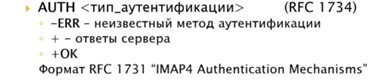 AUTH <тип_аутентификации> (RFC 1734)
-ERR – неизвестный метод аутентификации
+ - ответы сервера
+OK
Формат RFC 1731 “IMAP4 Authentication Mechanisms”